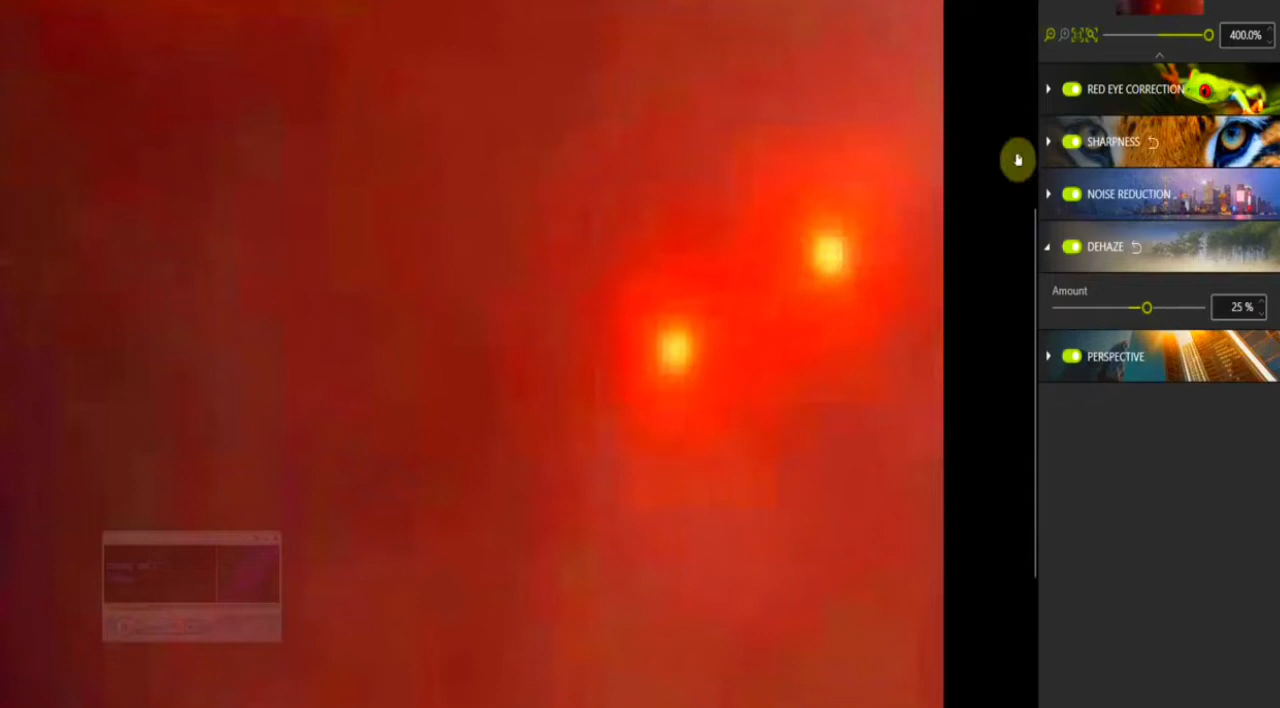 400.0%
RED EYE CORRECTION
SHARPNESS
NOISE REDUCTION
DEHAZE
Amount
25 %
PERSPECTIVE